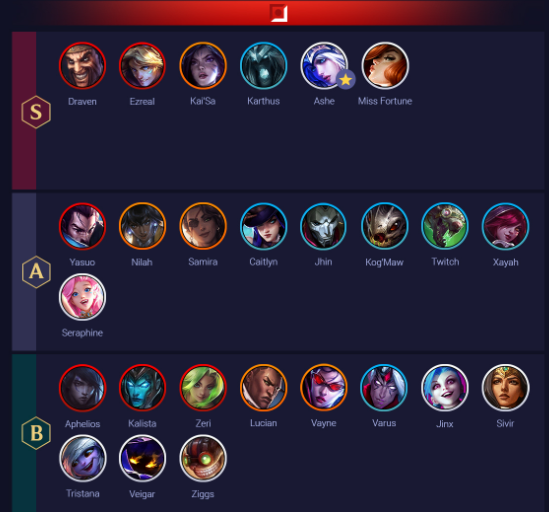 S
Draven Ezreal Kai'Sa Karthus Ashe Miss Fortune
A
Yasuo Nilah Samira Caitlyn Jhin Kog'Maw Twitch Xayah
Seraphine
B
Aphelios Kalista Zeri Lucian Vayne Varus Jinx Sivir
Tristana Veigar Ziggs